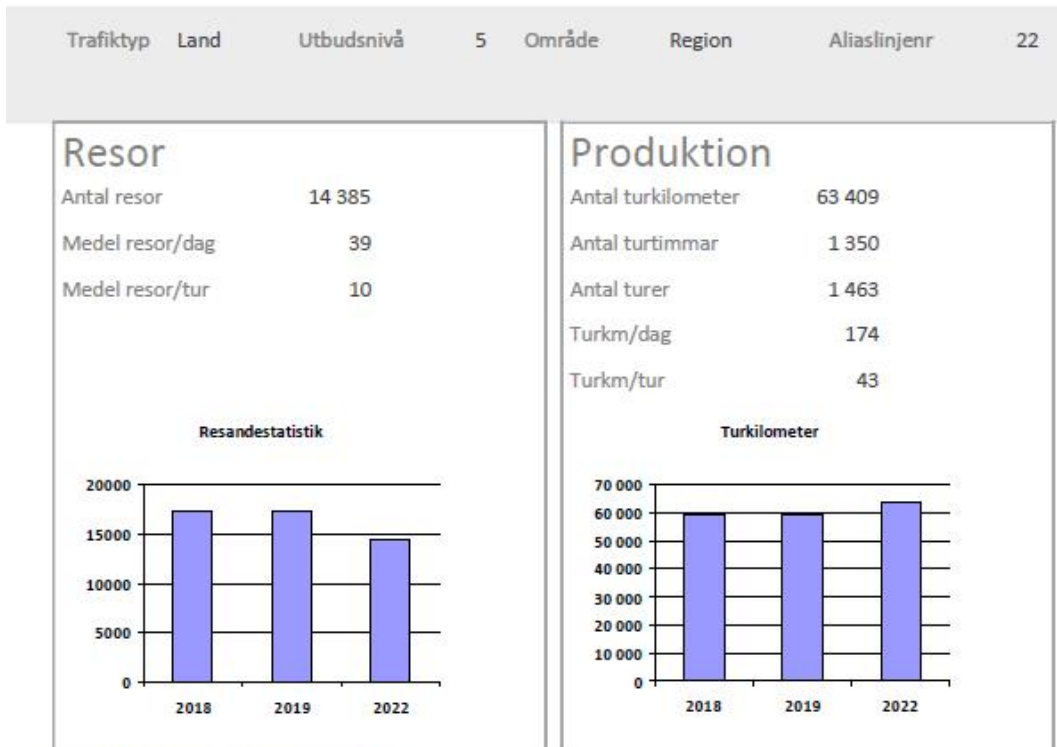 Trafiktyp Land Utbudsnivå 5 Område Region Aliaslinjenr 22
Resor
Antal resor 14 385
Medel resor/dag 39
Medel resor/tur 10
Resandestatistik
20000
15000
10000
5000
0
2018 2019 2022
Produktion
Antal turkilometer 63 409
Antal turtimmar 1 350
Antal turer 1 463
Turkm/dag 174
Turkm/tur 43
Turkilometer
70 000
60 000
50 000
40 000
30 000
20 000
10 000
0
2018 2019 2022